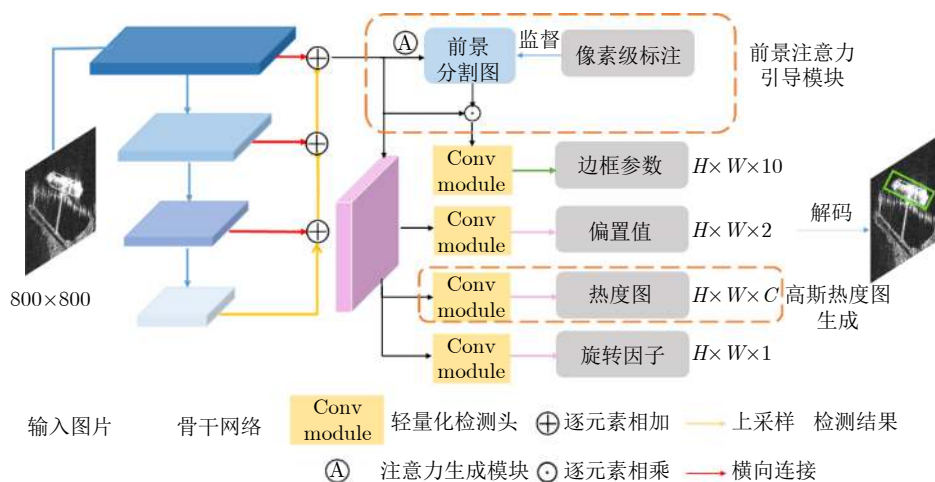 Ⓐ
前景
分割图
监督
像素级标注
前景注意力
引导模块
Conv
module
边框参数
H×W×10
Conv
module
偏置值
H×W×2
解码
800×800
Conv
module
热度图
H×W×C
高斯热度图
生成
Conv
module
旋转因子
H×W×1
输入图片
骨干网络
Conv
module
轻量化检测头
⊕逐元素相加
上采样
检测结果
Ⓐ
注意力生成模块
⊙逐元素相乘
横向连接